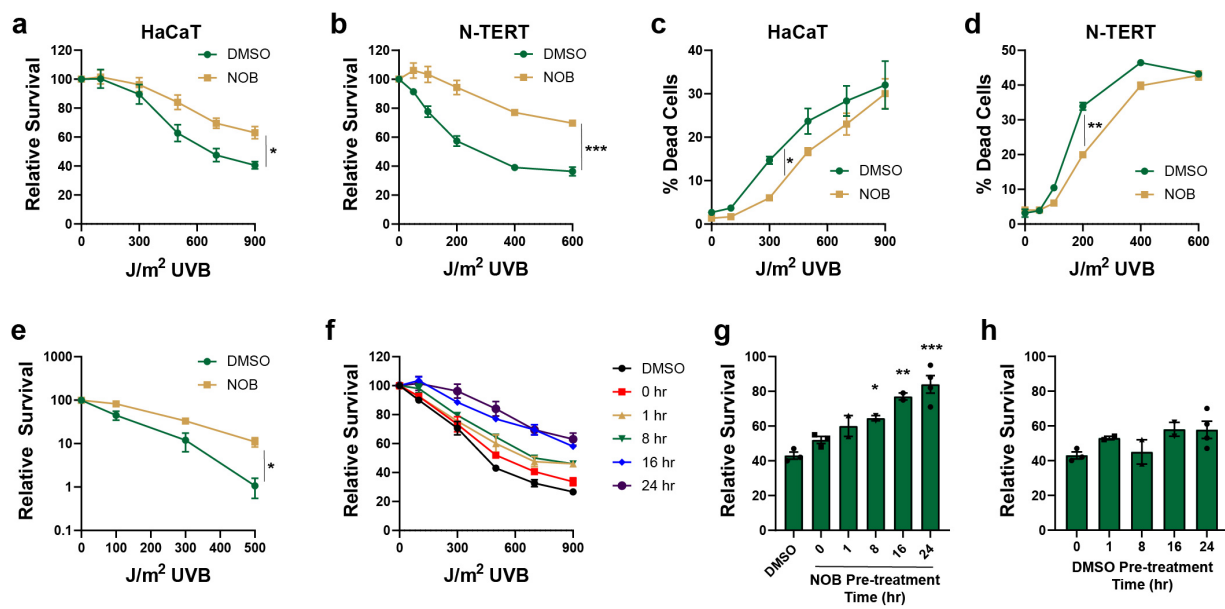 a
HaCaT
DMSO
NOB
Relative Survival
120
100
80
60
40
20
0
*
0 300 600 900
J/m² UVB
b
N-TERT
DMSO
NOB
Relative Survival
120
100
80
60
40
20
0
***
0 200 400 600
J/m² UVB
c
HaCaT
% Dead Cells
50
40
30
20
10
0
*
DMSO
NOB
0 300 600 900
J/m² UVB
d
N-TERT
% Dead Cells
50
40
30
20
10
0
**
DMSO
NOB
0 200 400 600
J/m² UVB
e
DMSO
NOB
Relative Survival
1000
100
10
1
0.1
*
0 100 200 300 400 500
J/m² UVB
f
Relative Survival
120
100
80
60
40
20
0
0 300 600 900
J/m² UVB
DMSO
0 hr
1 hr
8 hr
16 hr
24 hr
g
Relative Survival
100
80
60
40
20
0
* ** ***
DMSO 0 1 8 16 24
NOB Pre-treatment
Time (hr)
h
Relative Survival
100
80
60
40
20
0
0 1 8 16 24
DMSO Pre-treatment
Time (hr)